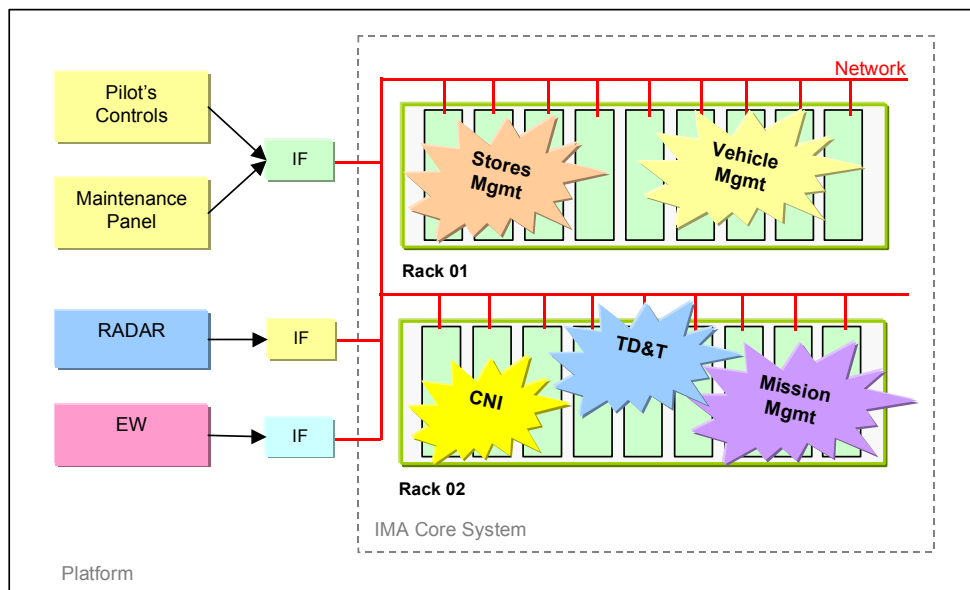 Network
Pilot's
Controls
IF
Maintenance
Panel
Stores
Mgmt
Vehicle
Mgmt
Rack 01
RADAR
IF
TD&T
CNI
Mission
Mgmt
EW
IF
Rack 02
IMA Core System
Platform